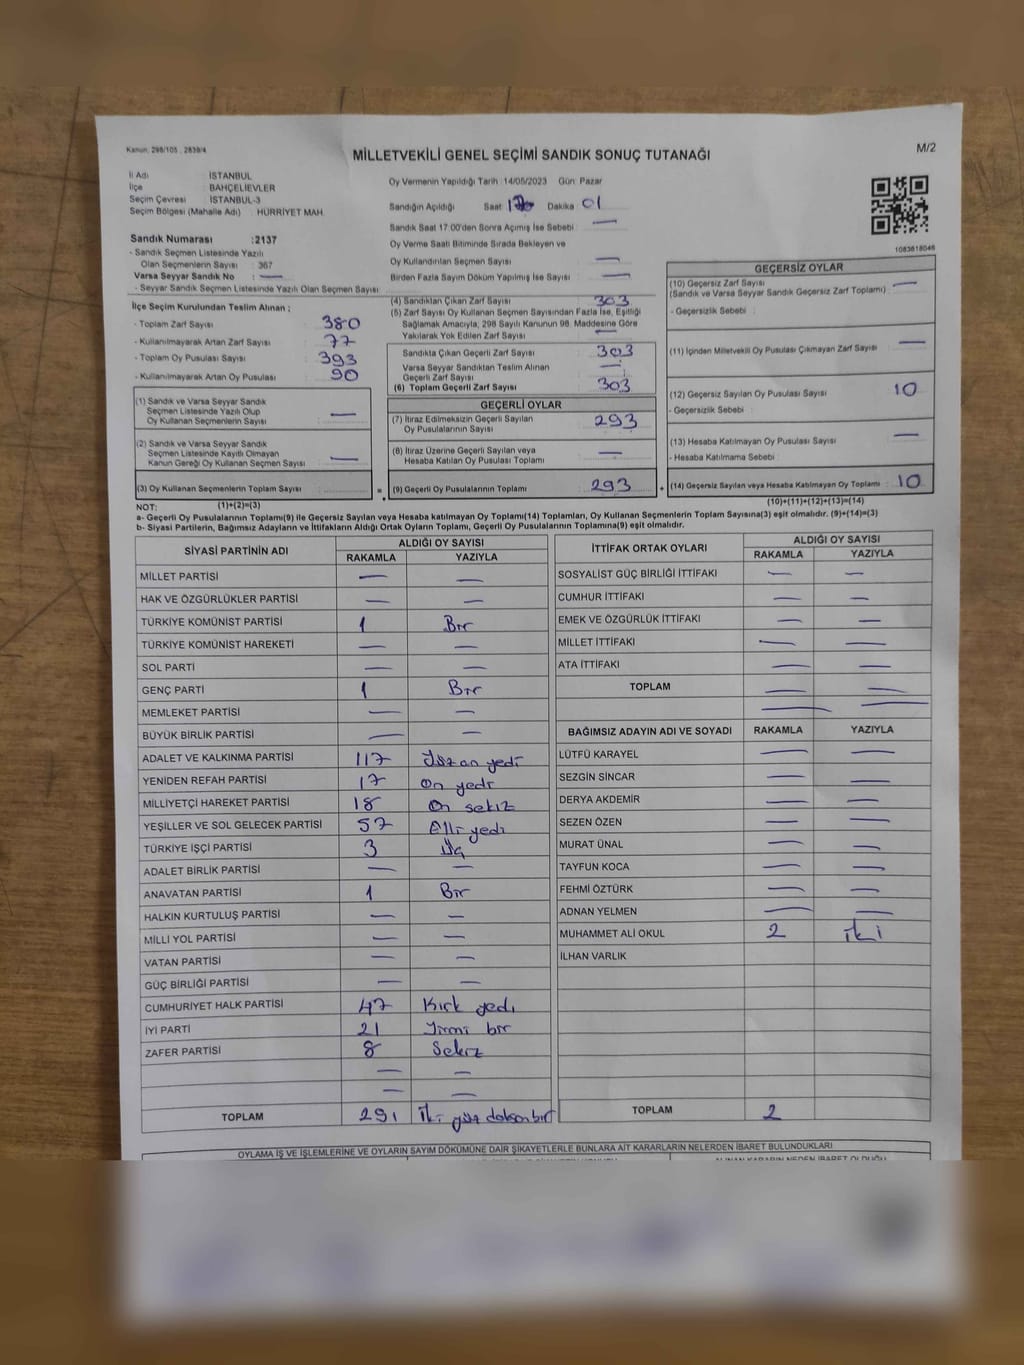 Kanun: 298/105 , 2839/4
MİLLETVEKİLİ GENEL SEÇİMİ SANDIK SONUÇ TUTANAĞI
M/2
İl Adı İSTANBUL
İlçe BAHÇELİEVLER
Seçim Çevresi İSTANBUL-3
Seçim Bölgesi (Mahalle Adı) HÜRRİYET MAH.
Oy Vermenin Yapıldığı Tarih :14/05/2023 Gün: Pazar
Sandığın Açıldığı Saat Dakika 01
Sandık Saat 17:00'den Sonra Açılmış İse Sebebi : —
Oy Verme Saati Bitiminde Sırada Bekleyen ve
Oy Kullandırılan Seçmen Sayısı : —
Birden Fazla Sayım Döküm Yapılmış İse Sayısı : —
1083618046
Sandık Numarası :2137
- Sandık Seçmen Listesinde Yazılı
Olan Seçmenlerin Sayısı : 367
Varsa Seyyar Sandık No : —
- Seyyar Sandık Seçmen Listesinde Yazılı Olan Seçmen Sayısı:
İlçe Seçim Kurulundan Teslim Alınan ;
- Toplam Zarf Sayısı : 380
- Kullanılmayarak Artan Zarf Sayısı : 77
- Toplam Oy Pusulası Sayısı : 393
- Kullanılmayarak Artan Oy Pusulası : 90
(1) Sandık ve Varsa Seyyar Sandık
Seçmen Listesinde Yazılı Olup
Oy Kullanan Seçmenlerin Sayısı : —
(2) Sandık ve Varsa Seyyar Sandık
Seçmen Listesinde Kayıtlı Olmayan
Kanun Gereği Oy Kullanan Seçmen Sayısı : —
(3) Oy Kullanan Seçmenlerin Toplam Sayısı :
(1)+(2)=(3)
(4) Sandıktan Çıkan Zarf Sayısı : 303
(5) Zarf Sayısı Oy Kullanan Seçmen Sayısından Fazla İse, Eşitliği
Sağlamak Amacıyla, 298 Sayılı Kanunun 98. Maddesine Göre
Yakılarak Yok Edilen Zarf Sayısı : —
Sandıkta Çıkan Geçerli Zarf Sayısı : 303
Varsa Seyyar Sandıktan Teslim Alınan
Geçerli Zarf Sayısı : —
(6) Toplam Geçerli Zarf Sayısı : 303
GEÇERLİ OYLAR
(7) İtiraz Edilmeksizin Geçerli Sayılan
Oy Pusulalarının Sayısı : 293
(8) İtiraz Üzerine Geçerli Sayılan veya
Hesaba Katılan Oy Pusulası Toplamı : —
= (9) Geçerli Oy Pusulalarının Toplamı : 293
GEÇERSİZ OYLAR
(10) Geçersiz Zarf Sayısı : —
(Sandık ve Varsa Seyyar Sandık Geçersiz Zarf Toplamı)
- Geçersizlik Sebebi :
(11) İçinden Milletvekili Oy Pusulası Çıkmayan Zarf Sayısı : —
(12) Geçersiz Sayılan Oy Pusulası Sayısı : 10
- Geçersizlik Sebebi :
(13) Hesaba Katılmayan Oy Pusulası Sayısı : —
- Hesaba Katılmama Sebebi :
+ (14) Geçersiz Sayılan veya Hesaba Katılmayan Oy Toplamı : 10
(10)+(11)+(12)+(13)=(14)
NOT:
a- Geçerli Oy Pusulalarının Toplamı(9) ile Geçersiz Sayılan veya Hesaba katılmayan Oy Toplamı(14) Toplamları, Oy Kullanan Seçmenlerin Toplam Sayısına(3) eşit olmalıdır. (9)+(14)=(3)
b- Siyasi Partilerin, Bağımsız Adayların ve İttifakların Aldığı Ortak Oyların Toplamı, Geçerli Oy Pusulalarının Toplamına(9) eşit olmalıdır.
SİYASİ PARTİNİN ADI ALDIĞI OY SAYISI
RAKAMLA YAZIYLA
MİLLET PARTİSİ — —
HAK VE ÖZGÜRLÜKLER PARTİSİ — —
TÜRKİYE KOMÜNİST PARTİSİ 1 Bir
TÜRKİYE KOMÜNİST HAREKETİ — —
SOL PARTİ — —
GENÇ PARTİ 1 Bir
MEMLEKET PARTİSİ — —
BÜYÜK BİRLİK PARTİSİ — —
ADALET VE KALKINMA PARTİSİ 117 Yüz on yedi
YENİDEN REFAH PARTİSİ 17 On yedi
MİLLİYETÇİ HAREKET PARTİSİ 18 On sekiz
YEŞİLLER VE SOL GELECEK PARTİSİ 57 Elli yedi
TÜRKİYE İŞÇİ PARTİSİ 3 Üç
ADALET BİRLİK PARTİSİ — —
ANAVATAN PARTİSİ 1 Bir
HALKIN KURTULUŞ PARTİSİ — —
MİLLİ YOL PARTİSİ — —
VATAN PARTİSİ — —
GÜÇ BİRLİĞİ PARTİSİ — —
CUMHURİYET HALK PARTİSİ 47 Kırk yedi
İYİ PARTİ 21 Yirmi bir
ZAFER PARTİSİ 8 Sekiz
— —
— —
TOPLAM 291 İki yüz doksan bir
İTTİFAK ORTAK OYLARI ALDIĞI OY SAYISI
RAKAMLA YAZIYLA
SOSYALİST GÜÇ BİRLİĞİ İTTİFAKI — —
CUMHUR İTTİFAKI — —
EMEK VE ÖZGÜRLÜK İTTİFAKI — —
MİLLET İTTİFAKI — —
ATA İTTİFAKI — —
TOPLAM — —
BAĞIMSIZ ADAYIN ADI VE SOYADI RAKAMLA YAZIYLA
LÜTFÜ KARAYEL — —
SEZGİN SİNCAR — —
DERYA AKDEMİR — —
SEZEN ÖZEN — —
MURAT ÜNAL — —
TAYFUN KOCA — —
FEHMİ ÖZTÜRK — —
ADNAN YELMEN — —
MUHAMMET ALİ OKUL 2 iki
İLHAN VARLIK
TOPLAM 2
OYLAMA İŞ VE İŞLEMLERİNE VE OYLARIN SAYIM DÖKÜMÜNE DAİR ŞİKAYETLERLE BUNLARA AİT KARARLARIN NELERDEN İBARET BULUNDUKLARI
ALINAN KARARIN NEDEN İBARET OLDUĞU